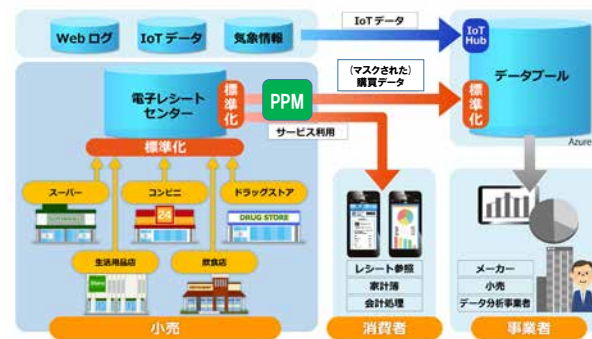 Web ログ
IoT データ
気象情報
IoTデータ
IoT
Hub
データプール
Azure
電子レシート
センター
標準化
PPM
(マスクされた)
購買データ
標準化
サービス利用
標準化
スーパー
コンビニ
ドラッグストア
24
DRUG STORE
生活用品店
飲食店
小売
レシート参照
家計簿
会計処理
消費者
メーカー
小売
データ分析事業者
事業者